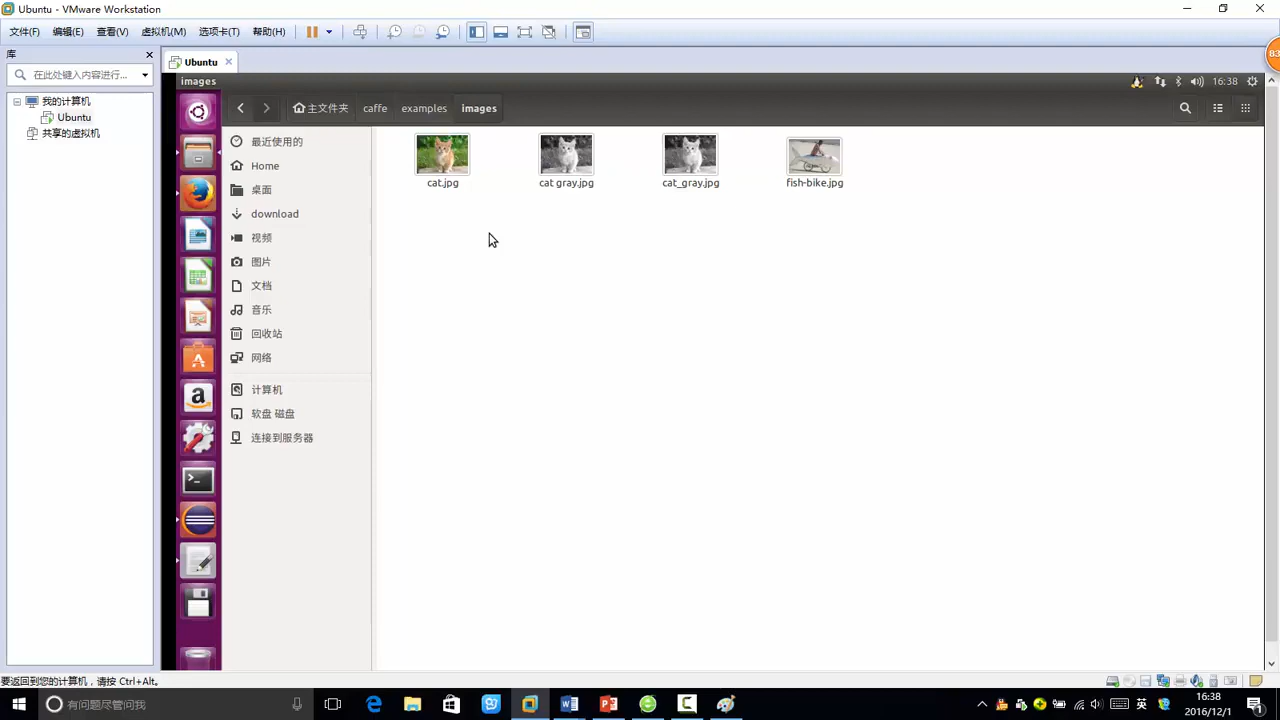 Ubuntu - VMware Workstation
文件(F) 编辑(E) 查看(V) 虚拟机(M) 选项卡(T) 帮助(H)
库
Ubuntu
83
在此处键入内容进行...
images
16:38
我的计算机
Ubuntu
共享的虚拟机
主文件夹 caffe examples images
最近使用的
Home
桌面
download
视频
图片
文档
音乐
回收站
网络
计算机
软盘 磁盘
连接到服务器
cat.jpg
cat gray.jpg
cat_gray.jpg
fish-bike.jpg
要返回到您的计算机，请按 Ctrl+Alt。
有问题尽管问我
英
16:38
2016/12/1